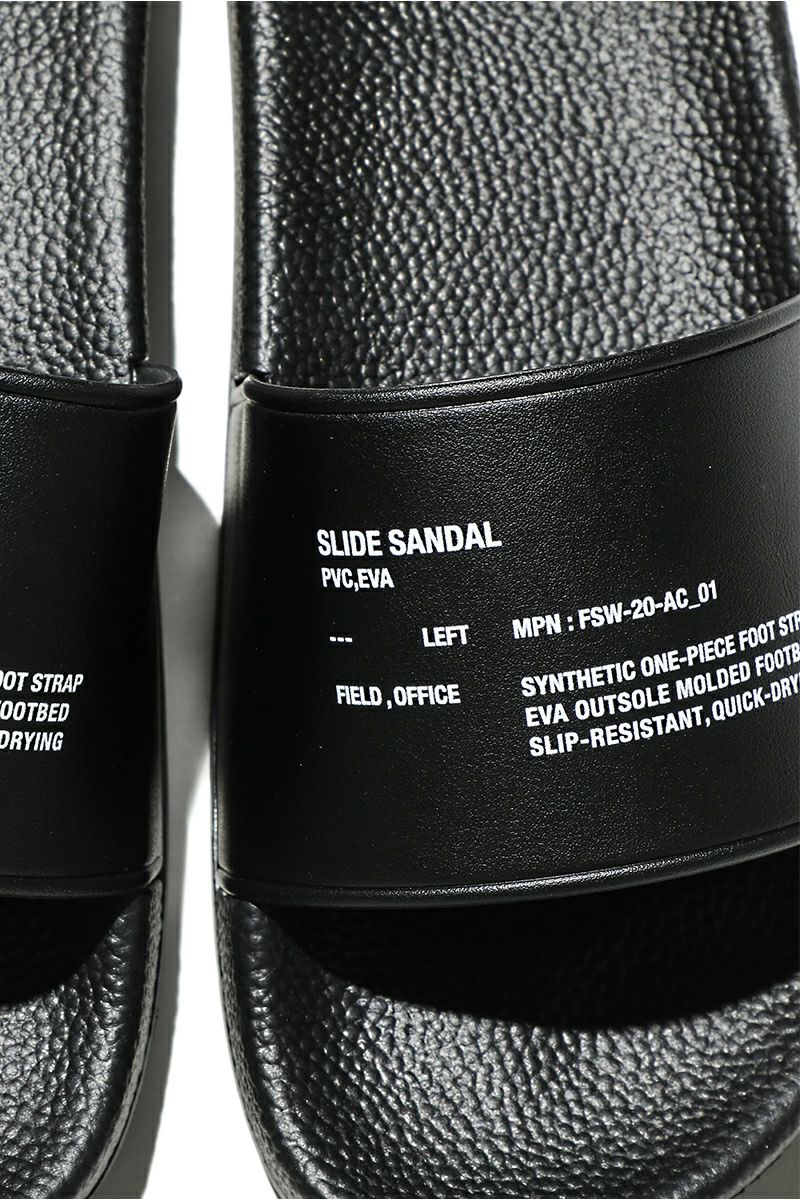 SLIDE SANDAL
PVC,EVA
--- LEFT MPN : FSW-20-AC_01
FIELD , OFFICE
SYNTHETIC ONE-PIECE FOOT
EVA OUTSOLE MOLDED
SLIP-RESISTANT, QUICK-
STRAP
DRYING